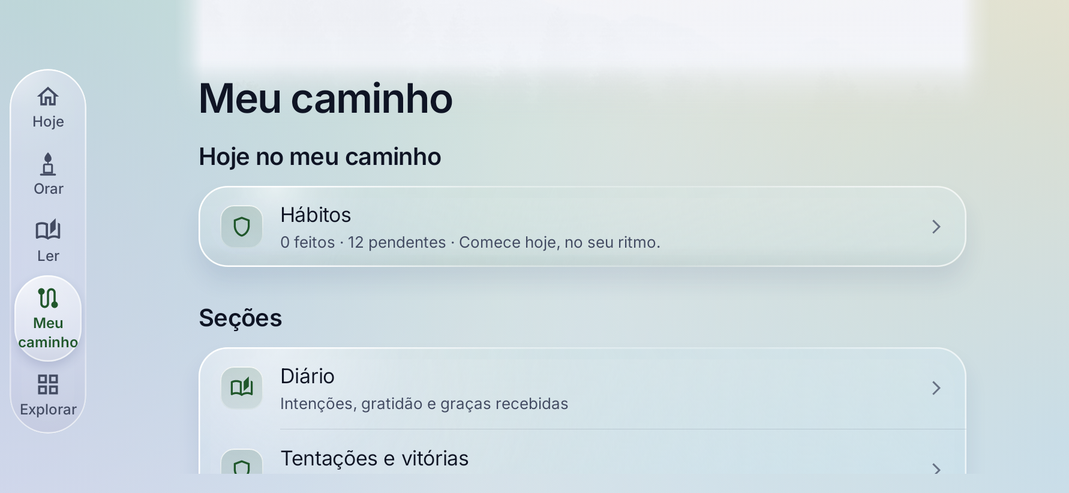 Meu caminho
Hoje no meu caminho
Hábitos
0 feitos · 12 pendentes · Comece hoje, no seu ritmo.
Seções
Diário
Intenções, gratidão e graças recebidas
Tentações e vitórias
Hoje
Orar
Ler
Meu
caminho
Explorar